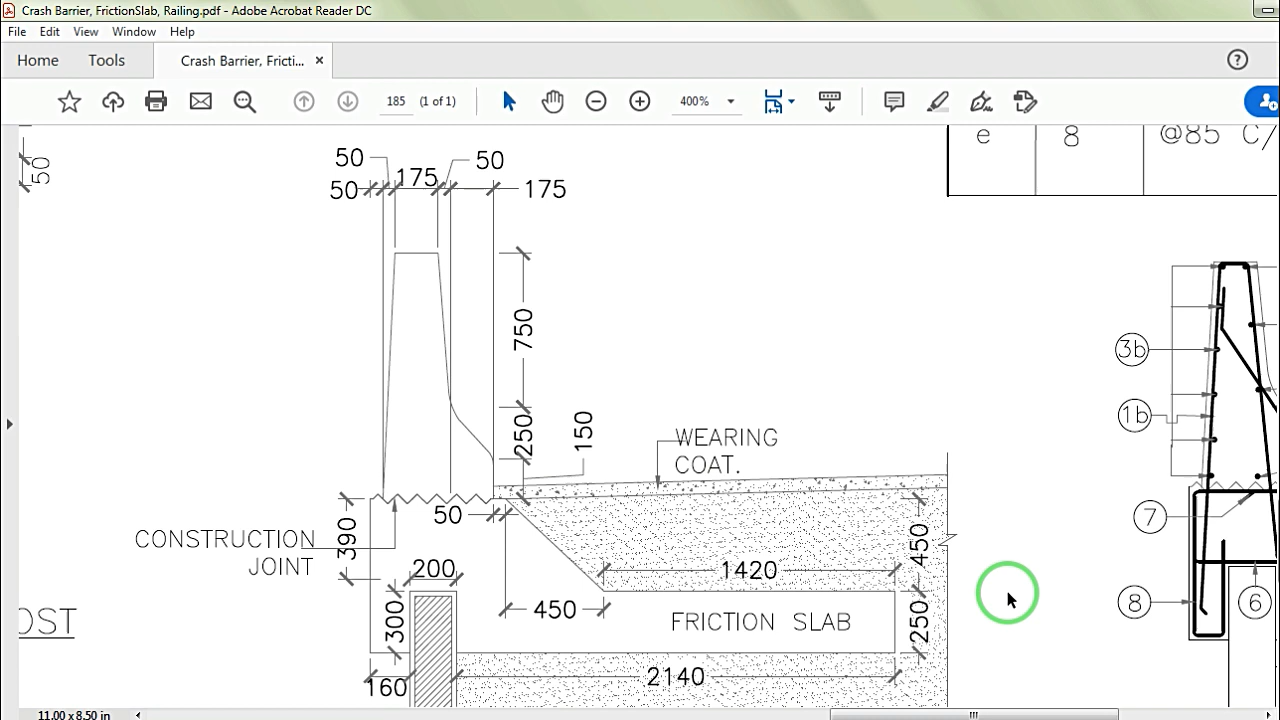 Crash Barrier, FrictionSlab, Railing.pdf - Adobe Acrobat Reader DC
File Edit View Window Help
Home Tools Crash Barrier, Fricti... ×
185 (1 of 1) 400%
e 8 @85 C/
50
50 50
50 175 175
750
250
150
WEARING
COAT.
3b
1b
7
8 6
50
CONSTRUCTION
JOINT
390
200
1420
450
450
300
FRICTION SLAB
250
OST
160
2140
11.00 x 8.50 in